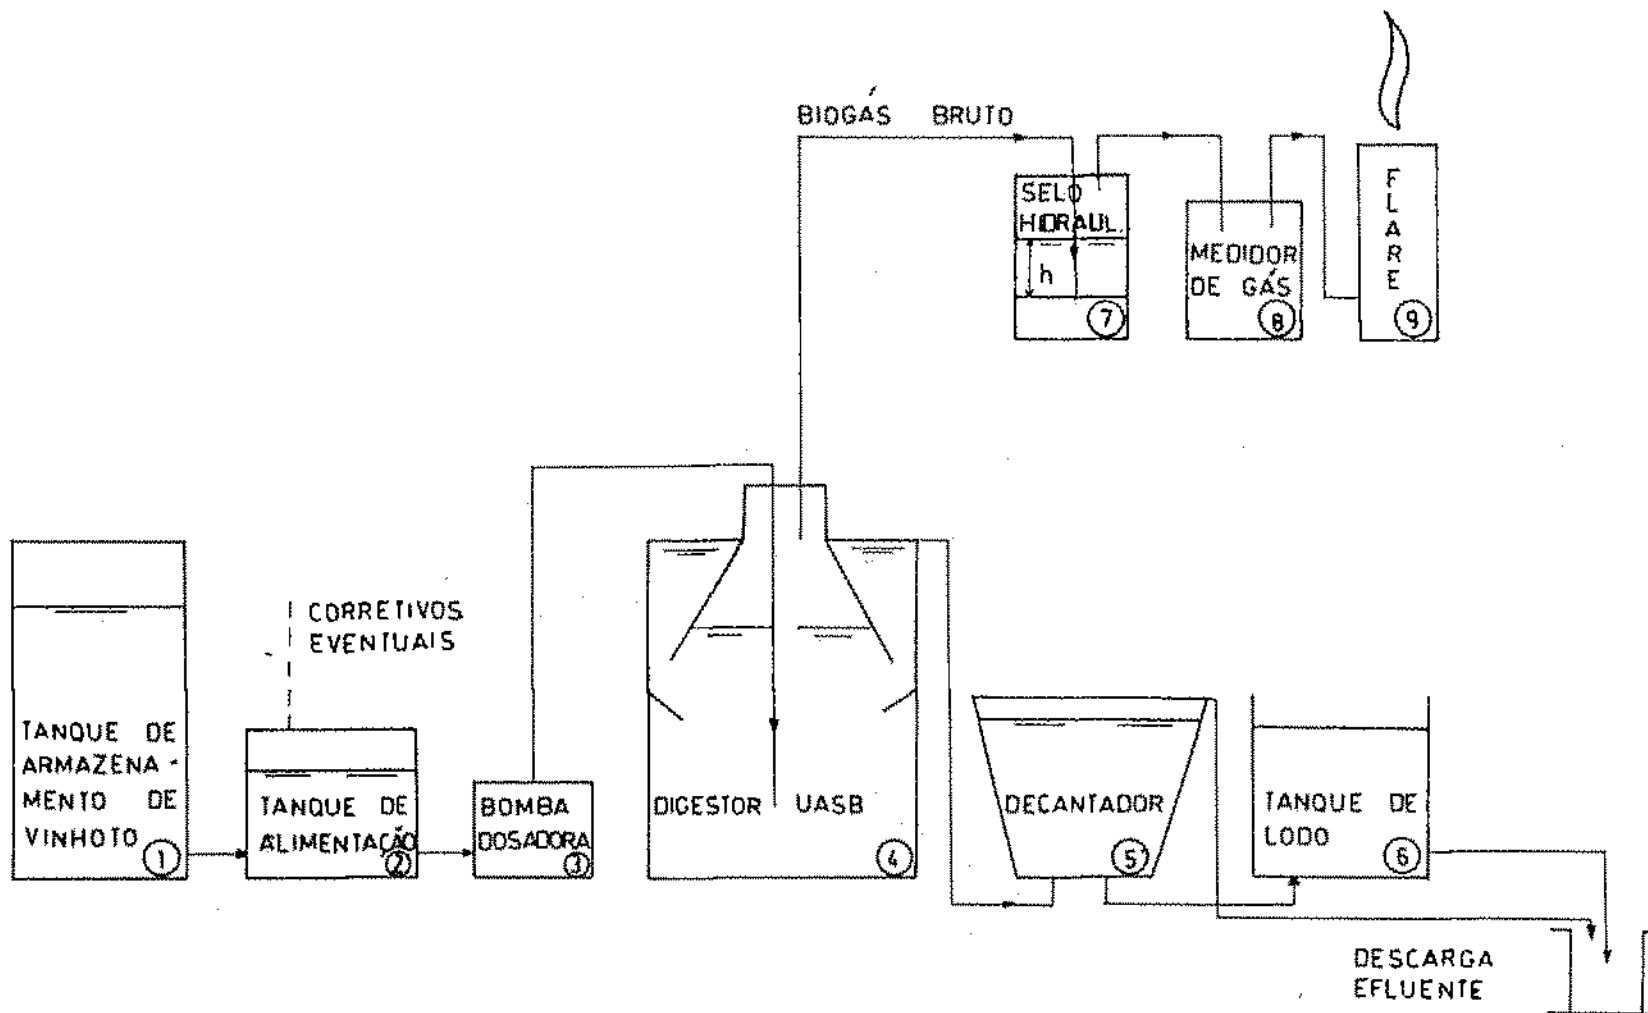 BIOGÁS BRUTO
SELO
HIDRAUL.
h
7
MEDIDOR
DE GÁS
8
FLARE
9
CORRETIVOS
EVENTUAIS
TANQUE DE
ARMAZENA-
MENTO DE
VINHOTO
1
TANQUE DE
ALIMENTAÇÃO
2
BOMBA
DOSADORA
3
DIGESTOR UASB
4
DECANTADOR
5
TANQUE DE
LODO
6
DESCARGA
EFLUENTE